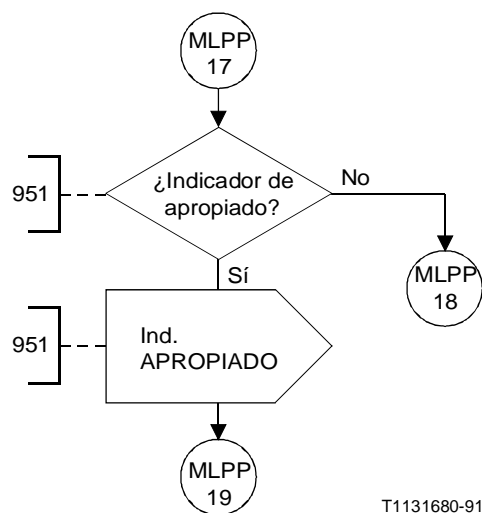 MLPP
17
951
¿Indicador de
apropiado?
No
MLPP
18
Sí
951
Ind.
APROPIADO
MLPP
19
T1131680-91